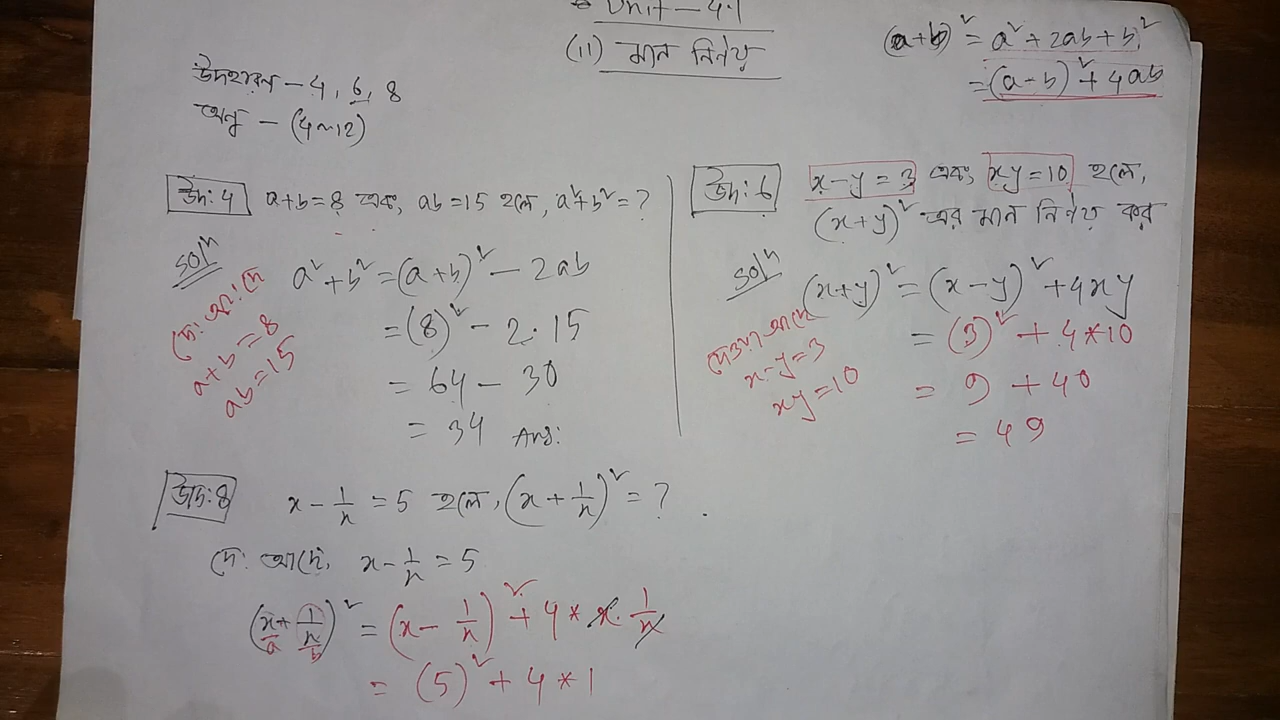 Unit - 4.1
(ii) মান নির্ণয়
(a+b)² = a² + 2ab + b²
= (a-b)² + 4ab
উদহারন - 4, 6, 8
অনু - (4~12)
উদা: 4 a+b=8 এবং, ab=15 হলে, a²+b²=?
solⁿ
a²+b² = (a+b)² - 2ab
= (8)² - 2·15
= 64 - 30
= 34 Ans:
দে: আছে
a+b=8
ab=15
উদা: 6 x-y=3 এবং, xy=10 হলে,
(x+y)² এর মান নির্ণয় কর
solⁿ
(x+y)² = (x-y)² + 4xy
= (3)² + 4*10
= 9 + 40
= 49
দেওয়া আছে
x-y=3
xy=10
উদা: 8 x - 1/x = 5 হলে, (x + 1/x)² = ?
দে: আছে, x - 1/x = 5
(x + 1/x)² = (x - 1/x)² + 4 * x · 1/x
a b
= (5)² + 4*1